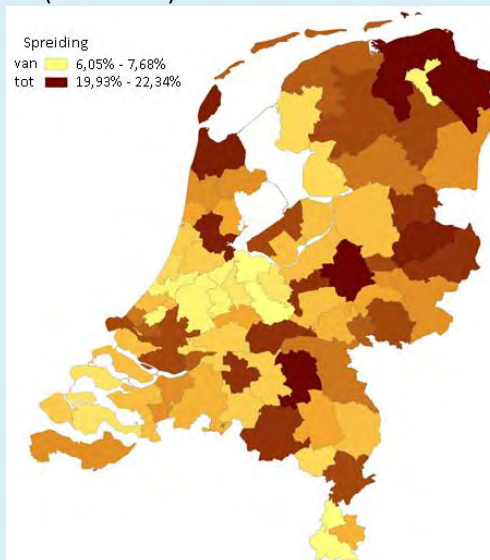 Spreiding
van 6,05% - 7,68%
tot 19,93% - 22,34%